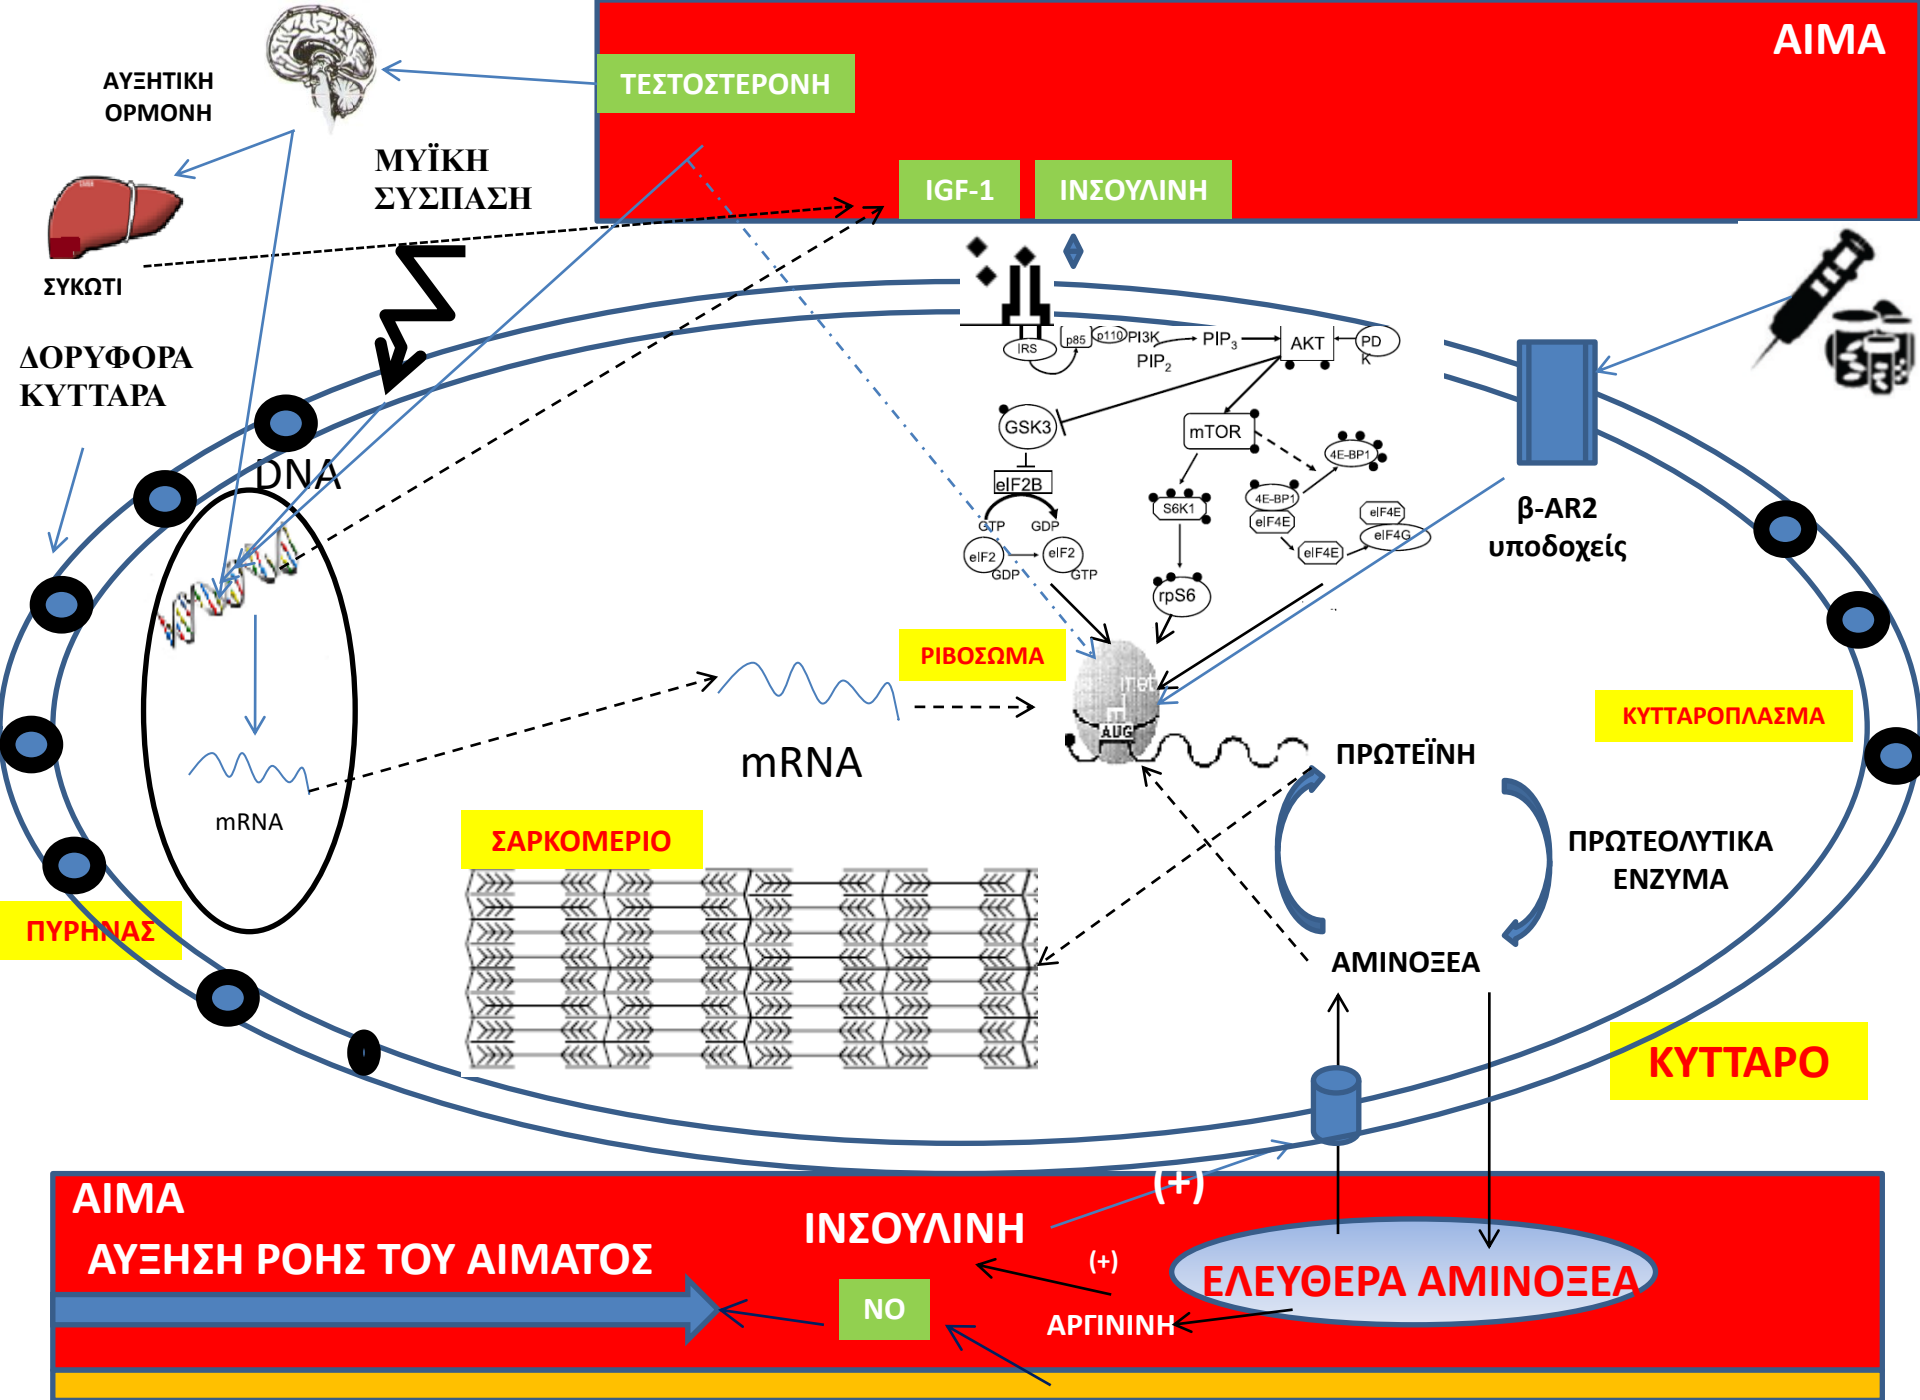 ΑΙΜΑ
ΑΥΞΗΤΙΚΗ
ΟΡΜΟΝΗ
ΤΕΣΤΟΣΤΕΡΟΝΗ
ΜΥΪΚΗ
ΣΥΣΠΑΣΗ
IGF-1
ΙΝΣΟΥΛΙΝΗ
ΣΥΚΩΤΙ
ΔΟΡΥΦΟΡΑ
ΚΥΤΤΑΡΑ
IRS
p85
p110
PI3K
PIP2
PIP3
AKT
PD
K
GSK3
mTOR
4E-BP1
DNA
eIF2B
4E-BP1
eIF4E
S6K1
eIF4E
eIF4G
β-AR2
υποδοχείς
GTP
GDP
eIF2
GDP
eIF2
GTP
eIF4E
rpS6
ΡΙΒΟΣΩΜΑ
met
AUG
ΚΥΤΤΑΡΟΠΛΑΣΜΑ
mRNA
mRNA
ΠΡΩΤΕΪΝΗ
ΣΑΡΚΟΜΕΡΙΟ
ΠΡΩΤΕΟΛΥΤΙΚΑ
ΕΝΖΥΜΑ
ΠΥΡΗΝΑΣ
ΑΜΙΝΟΞΕΑ
ΚΥΤΤΑΡΟ
ΑΙΜΑ
(+)
ΙΝΣΟΥΛΙΝΗ
ΑΥΞΗΣΗ ΡΟΗΣ ΤΟΥ ΑΙΜΑΤΟΣ
(+)
ΕΛΕΥΘΕΡΑ ΑΜΙΝΟΞΕΑ
NO
ΑΡΓΙΝΙΝΗ